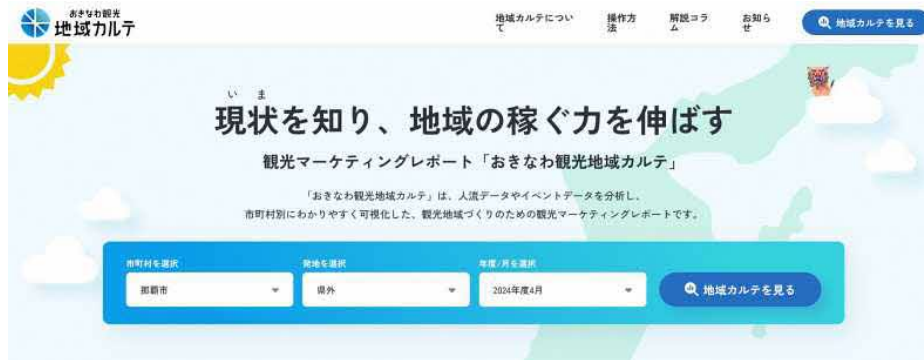 おきなわ観光
地域カルテ
地域カルテについて
操作方法
解説コラム
お知らせ
地域カルテを見る
いま
現状を知り、地域の稼ぐ力を伸ばす
観光マーケティングレポート「おきなわ観光地域カルテ」
「おきなわ観光地域カルテ」は、人流データやイベントデータを分析し、
市町村別にわかりやすく可視化した、観光地域づくりのための観光マーケティングレポートです。
市町村を選択
発地を選択
年度/月を選択
那覇市
県外
2024年度4月
地域カルテを見る